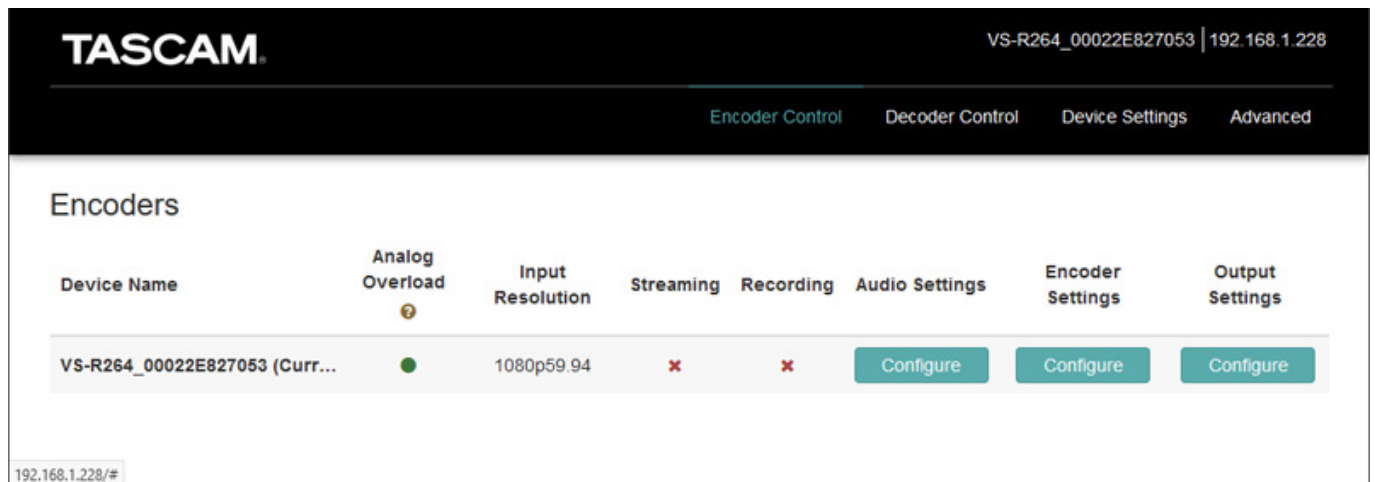 TASCAM
VS-R264_00022E827053 | 192.168.1.228
Encoder Control Decoder Control Device Settings Advanced
Encoders
Device Name
Analog
Overload
Input
Resolution
Streaming
Recording
Audio Settings
Encoder
Settings
Output
Settings
VS-R264_00022E827053 (Curr... 1080p59.94 Configure Configure Configure
192.168.1.228/#